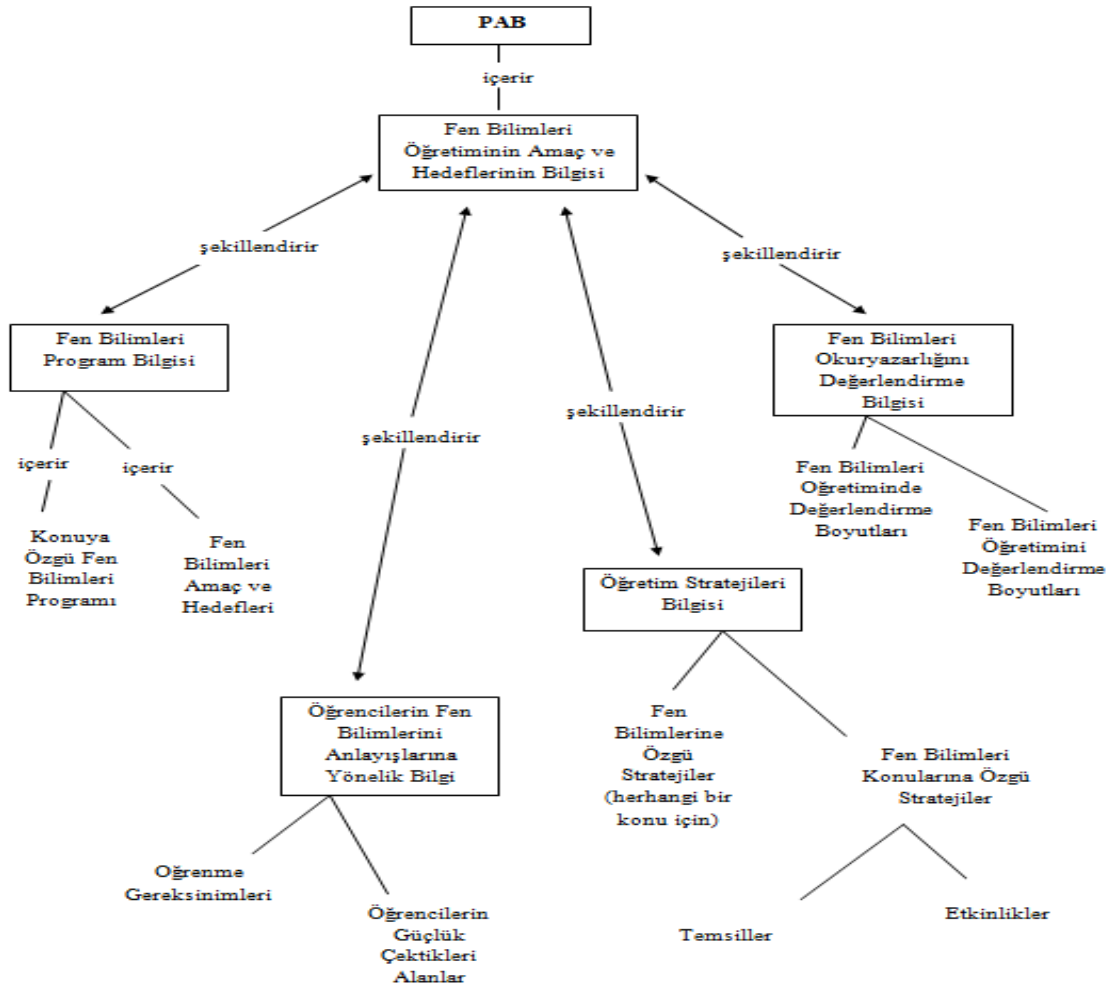 PAB
içerir
Fen Bilimleri
Öğretiminin Amaç ve
Hedeflerinin Bilgisi
şekillendirir
şekillendirir
şekillendirir
şekillendirir
Fen Bilimleri
Program Bilgisi
içerir
içerir
Konuya
Özgü Fen
Bilimleri
Programı
Fen
Bilimleri
Amaç ve
Hedefleri
Öğrencilerin Fen
Bilimlerini
Anlayışlarına
Yönelik Bilgi
Oğrenme
Gereksinimleri
Öğrencilerin
Güçlük
Çektikleri
Alanlar
Öğretim Stratejileri
Bilgisi
Fen
Bilimlerine
Özgü
Stratejiler
(herhangi bir
konu için)
Fen Bilimleri
Konularına Özgü
Stratejiler
Temsiller
Etkinlikler
Fen Bilimleri
Okuryazarlığını
Değerlendirme
Bilgisi
Fen Bilimleri
Oğretiminde
Değerlendirme
Boyutları
Fen Bilimleri
Öğretimini
Değerlendirme
Boyutları